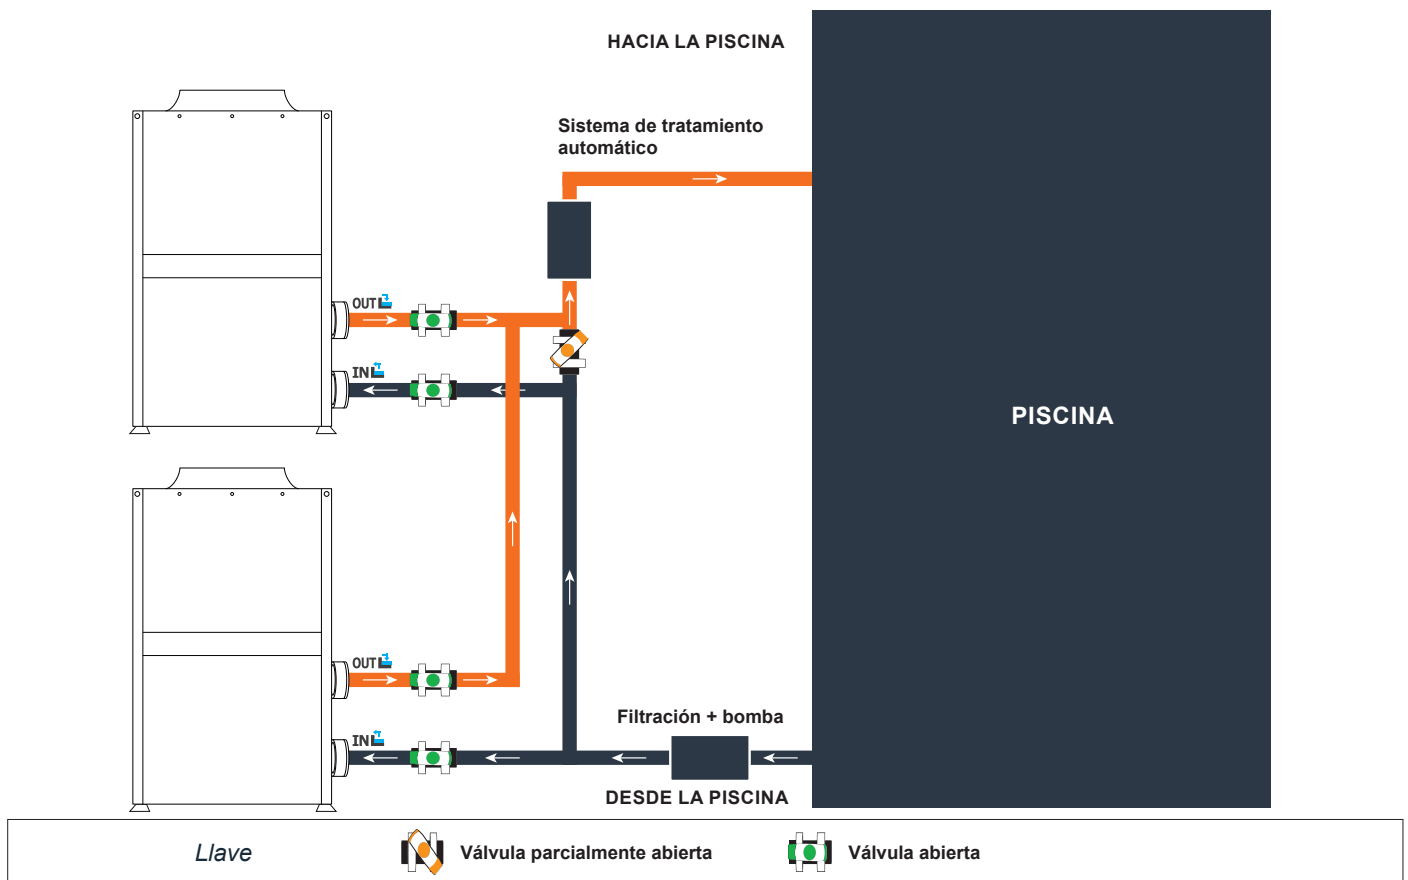 HACIA LA PISCINA
Sistema de tratamiento
automático
OUT
IN
PISCINA
OUT
Filtración + bomba
IN
DESDE LA PISCINA
Llave
Válvula parcialmente abierta
Válvula abierta